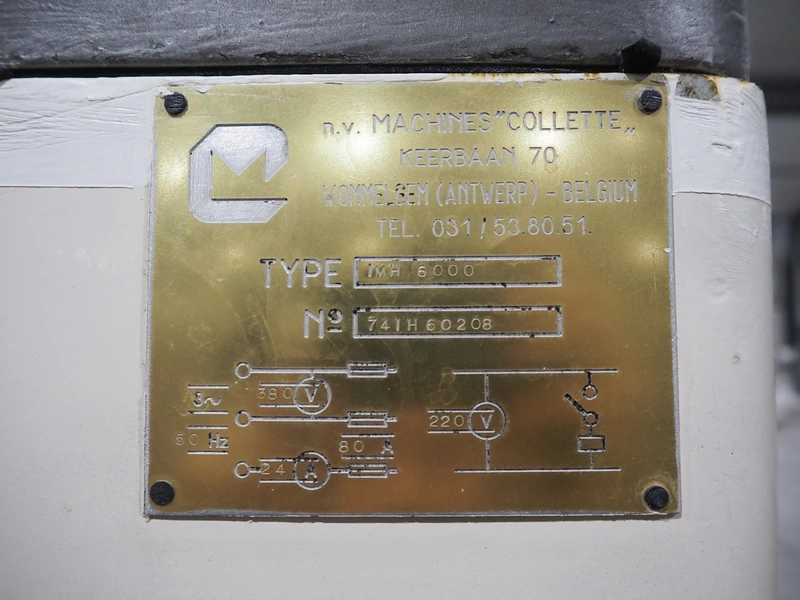 n.v. MACHINES "COLLETTE„
KEERBAAN 70
WOMMELGEM (ANTWERP) - BELGIUM
TEL. 031 / 53.80.51.
TYPE IMH 6000
Nº 741H60208
3~ 380 V
50 Hz 80 A
24 A
220 V